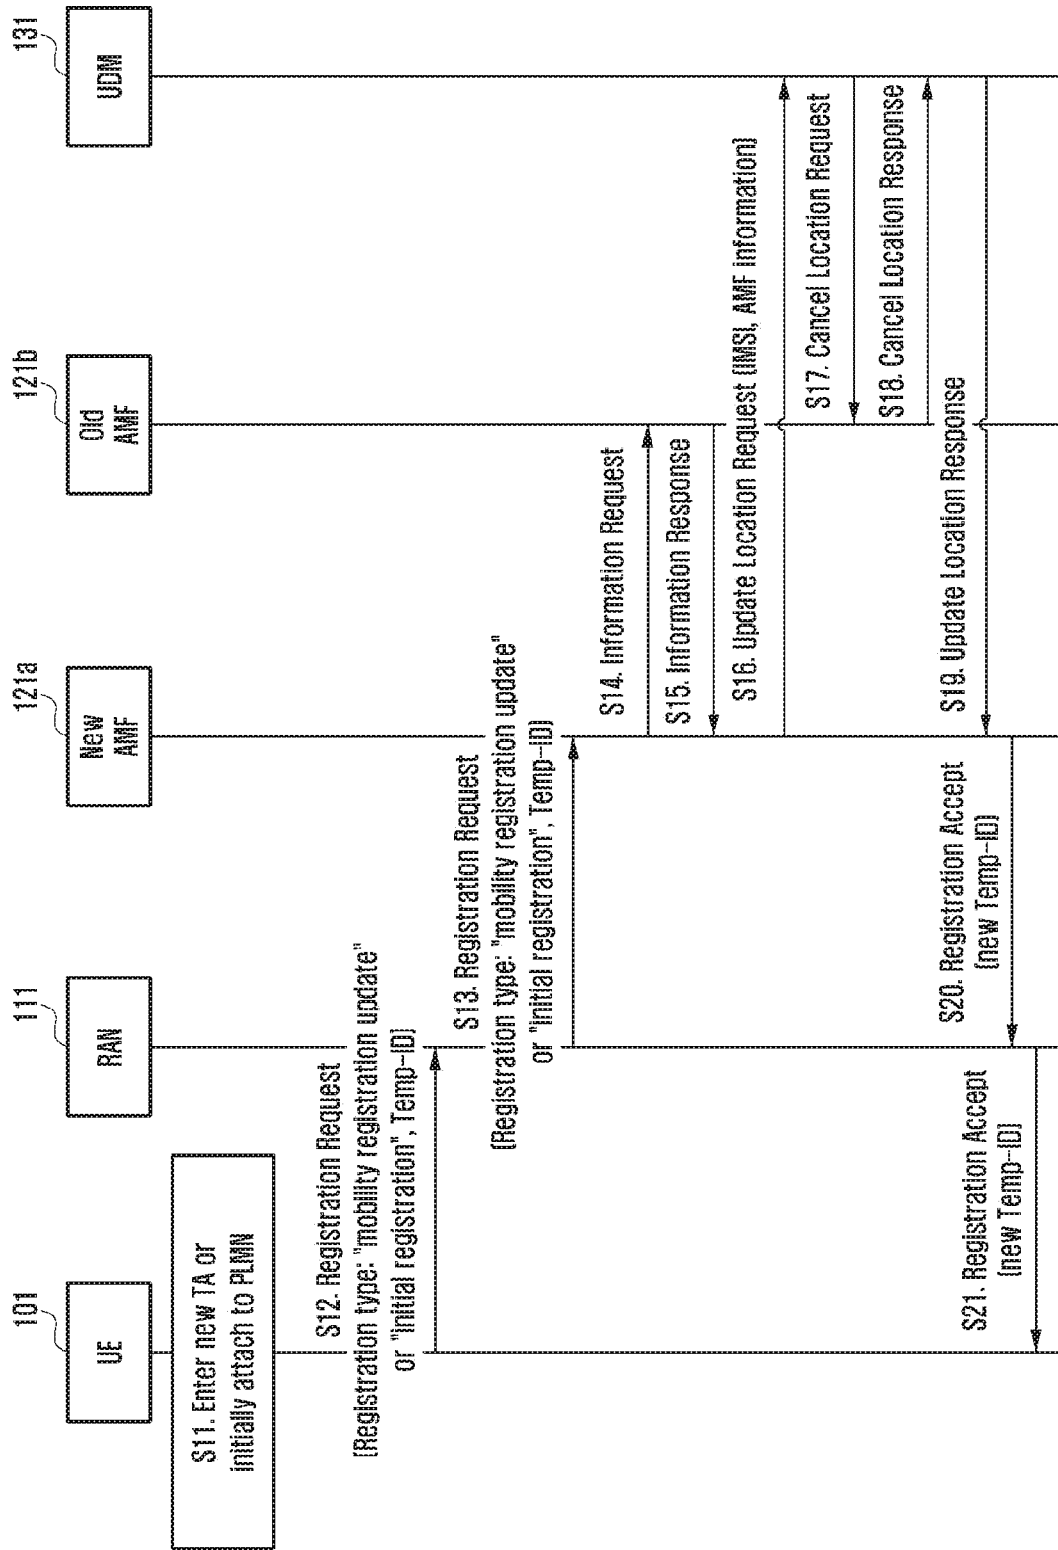 101
UE
111
RAN
121a
New
AMF
121b
Old
AMF
131
UDM
S11. Enter new TA or
initially attach to PLMN
S12. Registration Request
(Registration type: "mobility registration update"
or "initial registration", Temp-ID)
S13. Registration Request
(Registration type: "mobility registration update"
or "initial registration", Temp-ID)
S14. Information Request
S15. Information Response
S16. Update Location Request (IMSI, AMF information)
S17. Cancel Location Request
S18. Cancel Location Response
S19. Update Location Response
S20. Registration Accept
(new Temp-ID)
S21. Registration Accept
(new Temp-ID)